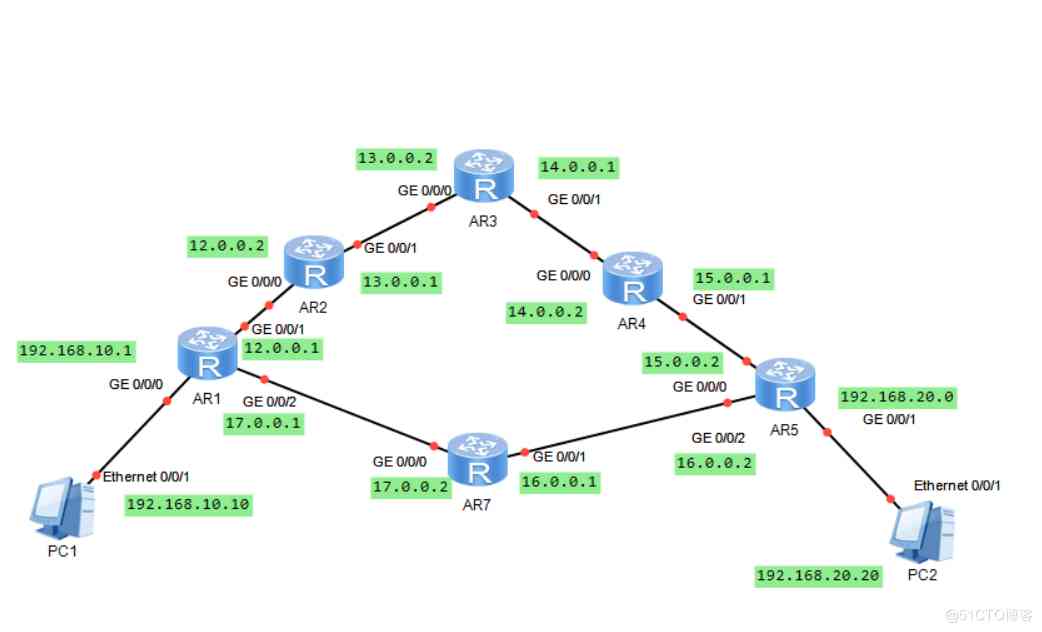 13.0.0.2
14.0.0.1
GE 0/0/0
GE 0/0/1
AR3
12.0.0.2
GE 0/0/1
GE 0/0/0
13.0.0.1
AR2
GE 0/0/0
15.0.0.1
GE 0/0/1
14.0.0.2
AR4
GE 0/0/1
12.0.0.1
192.168.10.1
GE 0/0/0
AR1
15.0.0.2
GE 0/0/0
192.168.20.0
GE 0/0/1
AR5
GE 0/0/2
17.0.0.1
GE 0/0/2
16.0.0.2
GE 0/0/0
17.0.0.2
GE 0/0/1
16.0.0.1
AR7
Ethernet 0/0/1
192.168.10.10
PC1
Ethernet 0/0/1
192.168.20.20
PC2
@51CTO博客